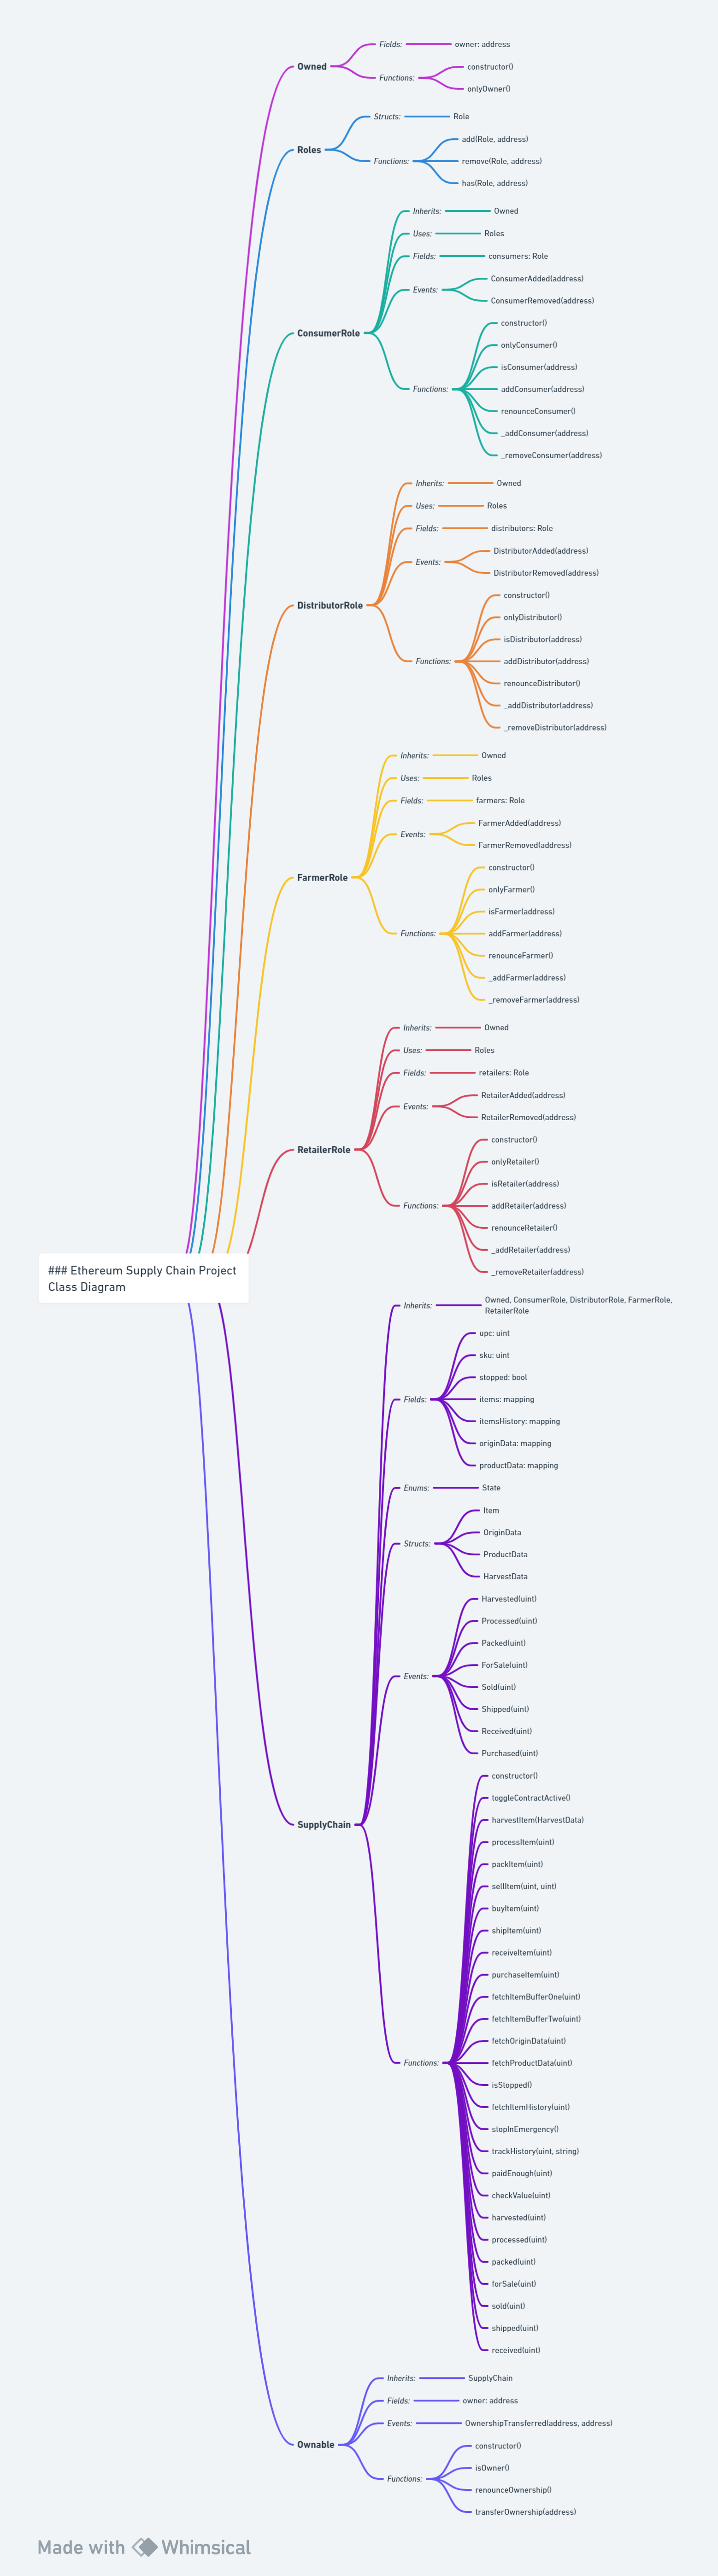 Fields:
owner: address
Owned
Functions:
constructor()
onlyOwner()
Structs:
Role
Roles
Functions:
add(Role, address)
remove(Role, address)
has(Role, address)
Inherits:
Owned
Uses:
Roles
Fields:
consumers: Role
Events:
ConsumerAdded(address)
ConsumerRemoved(address)
ConsumerRole
Functions:
constructor()
onlyConsumer()
isConsumer(address)
addConsumer(address)
renounceConsumer()
_addConsumer(address)
_removeConsumer(address)
Inherits:
Owned
Uses:
Roles
Fields:
distributors: Role
Events:
DistributorAdded(address)
DistributorRemoved(address)
DistributorRole
Functions:
constructor()
onlyDistributor()
isDistributor(address)
addDistributor(address)
renounceDistributor()
_addDistributor(address)
_removeDistributor(address)
Inherits:
Owned
Uses:
Roles
Fields:
farmers: Role
Events:
FarmerAdded(address)
FarmerRemoved(address)
FarmerRole
Functions:
constructor()
onlyFarmer()
isFarmer(address)
addFarmer(address)
renounceFarmer()
_addFarmer(address)
_removeFarmer(address)
Inherits:
Owned
Uses:
Roles
Fields:
retailers: Role
Events:
RetailerAdded(address)
RetailerRemoved(address)
RetailerRole
Functions:
constructor()
onlyRetailer()
isRetailer(address)
addRetailer(address)
renounceRetailer()
_addRetailer(address)
_removeRetailer(address)
### Ethereum Supply Chain Project
Class Diagram
Inherits:
Owned, ConsumerRole, DistributorRole, FarmerRole,
RetailerRole
Fields:
upc: uint
sku: uint
stopped: bool
items: mapping
itemsHistory: mapping
originData: mapping
productData: mapping
Enums:
State
Structs:
Item
OriginData
ProductData
HarvestData
Events:
Harvested(uint)
Processed(uint)
Packed(uint)
ForSale(uint)
Sold(uint)
Shipped(uint)
Received(uint)
Purchased(uint)
SupplyChain
Functions:
constructor()
toggleContractActive()
harvestItem(HarvestData)
processItem(uint)
packItem(uint)
sellItem(uint, uint)
buyItem(uint)
shipItem(uint)
receiveItem(uint)
purchaseItem(uint)
fetchItemBufferOne(uint)
fetchItemBufferTwo(uint)
fetchOriginData(uint)
fetchProductData(uint)
isStopped()
fetchItemHistory(uint)
stopInEmergency()
trackHistory(uint, string)
paidEnough(uint)
checkValue(uint)
harvested(uint)
processed(uint)
packed(uint)
forSale(uint)
sold(uint)
shipped(uint)
received(uint)
Inherits:
SupplyChain
Fields:
owner: address
Events:
OwnershipTransferred(address, address)
Ownable
Functions:
constructor()
isOwner()
renounceOwnership()
transferOwnership(address)
Made with Whimsical